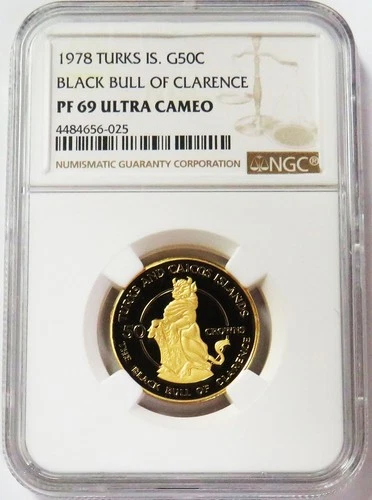 1978 TURKS IS. G50C
BLACK BULL OF CLARENCE
PF 69 ULTRA CAMEO
4484656-025
NUMISMATIC GUARANTY CORPORATION
NGC®
TURKS AND CAICOS ISLANDS
50 CROWNS
THE BLACK BULL OF CLARENCE